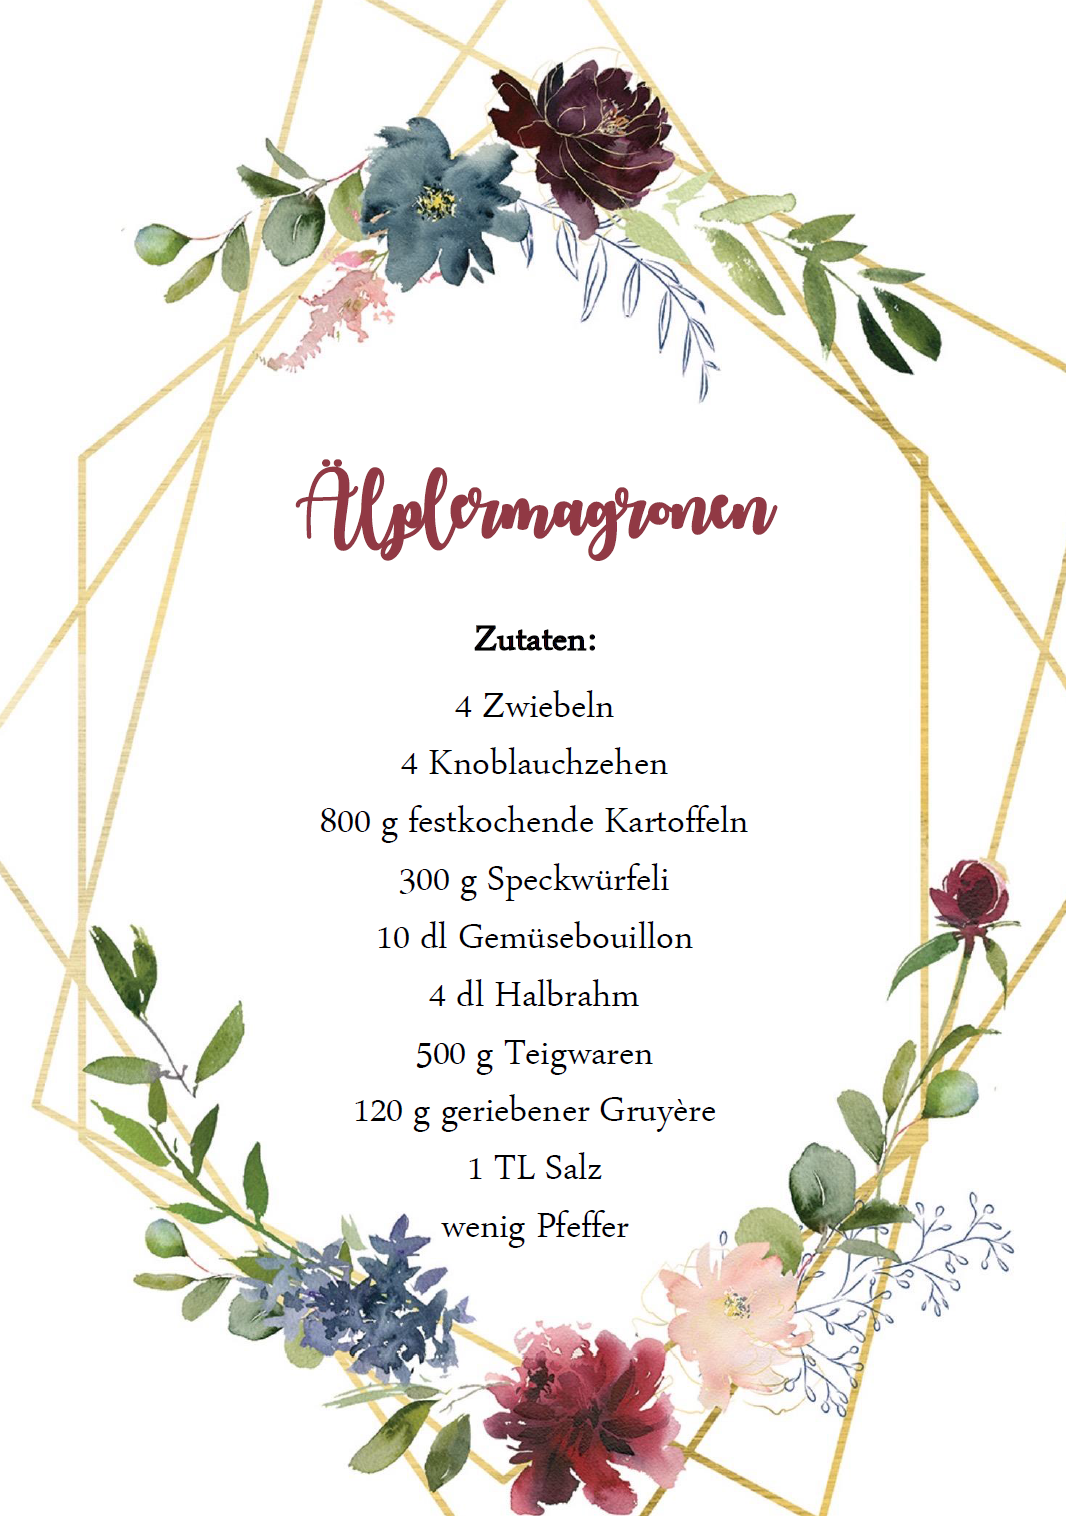 Älplermagronen
Zutaten:
4 Zwiebeln
4 Knoblauchzehen
800 g festkochende Kartoffeln
300 g Speckwürfeli
10 dl Gemüsebouillon
4 dl Halbrahm
500 g Teigwaren
120 g geriebener Gruyère
1 TL Salz
wenig Pfeffer